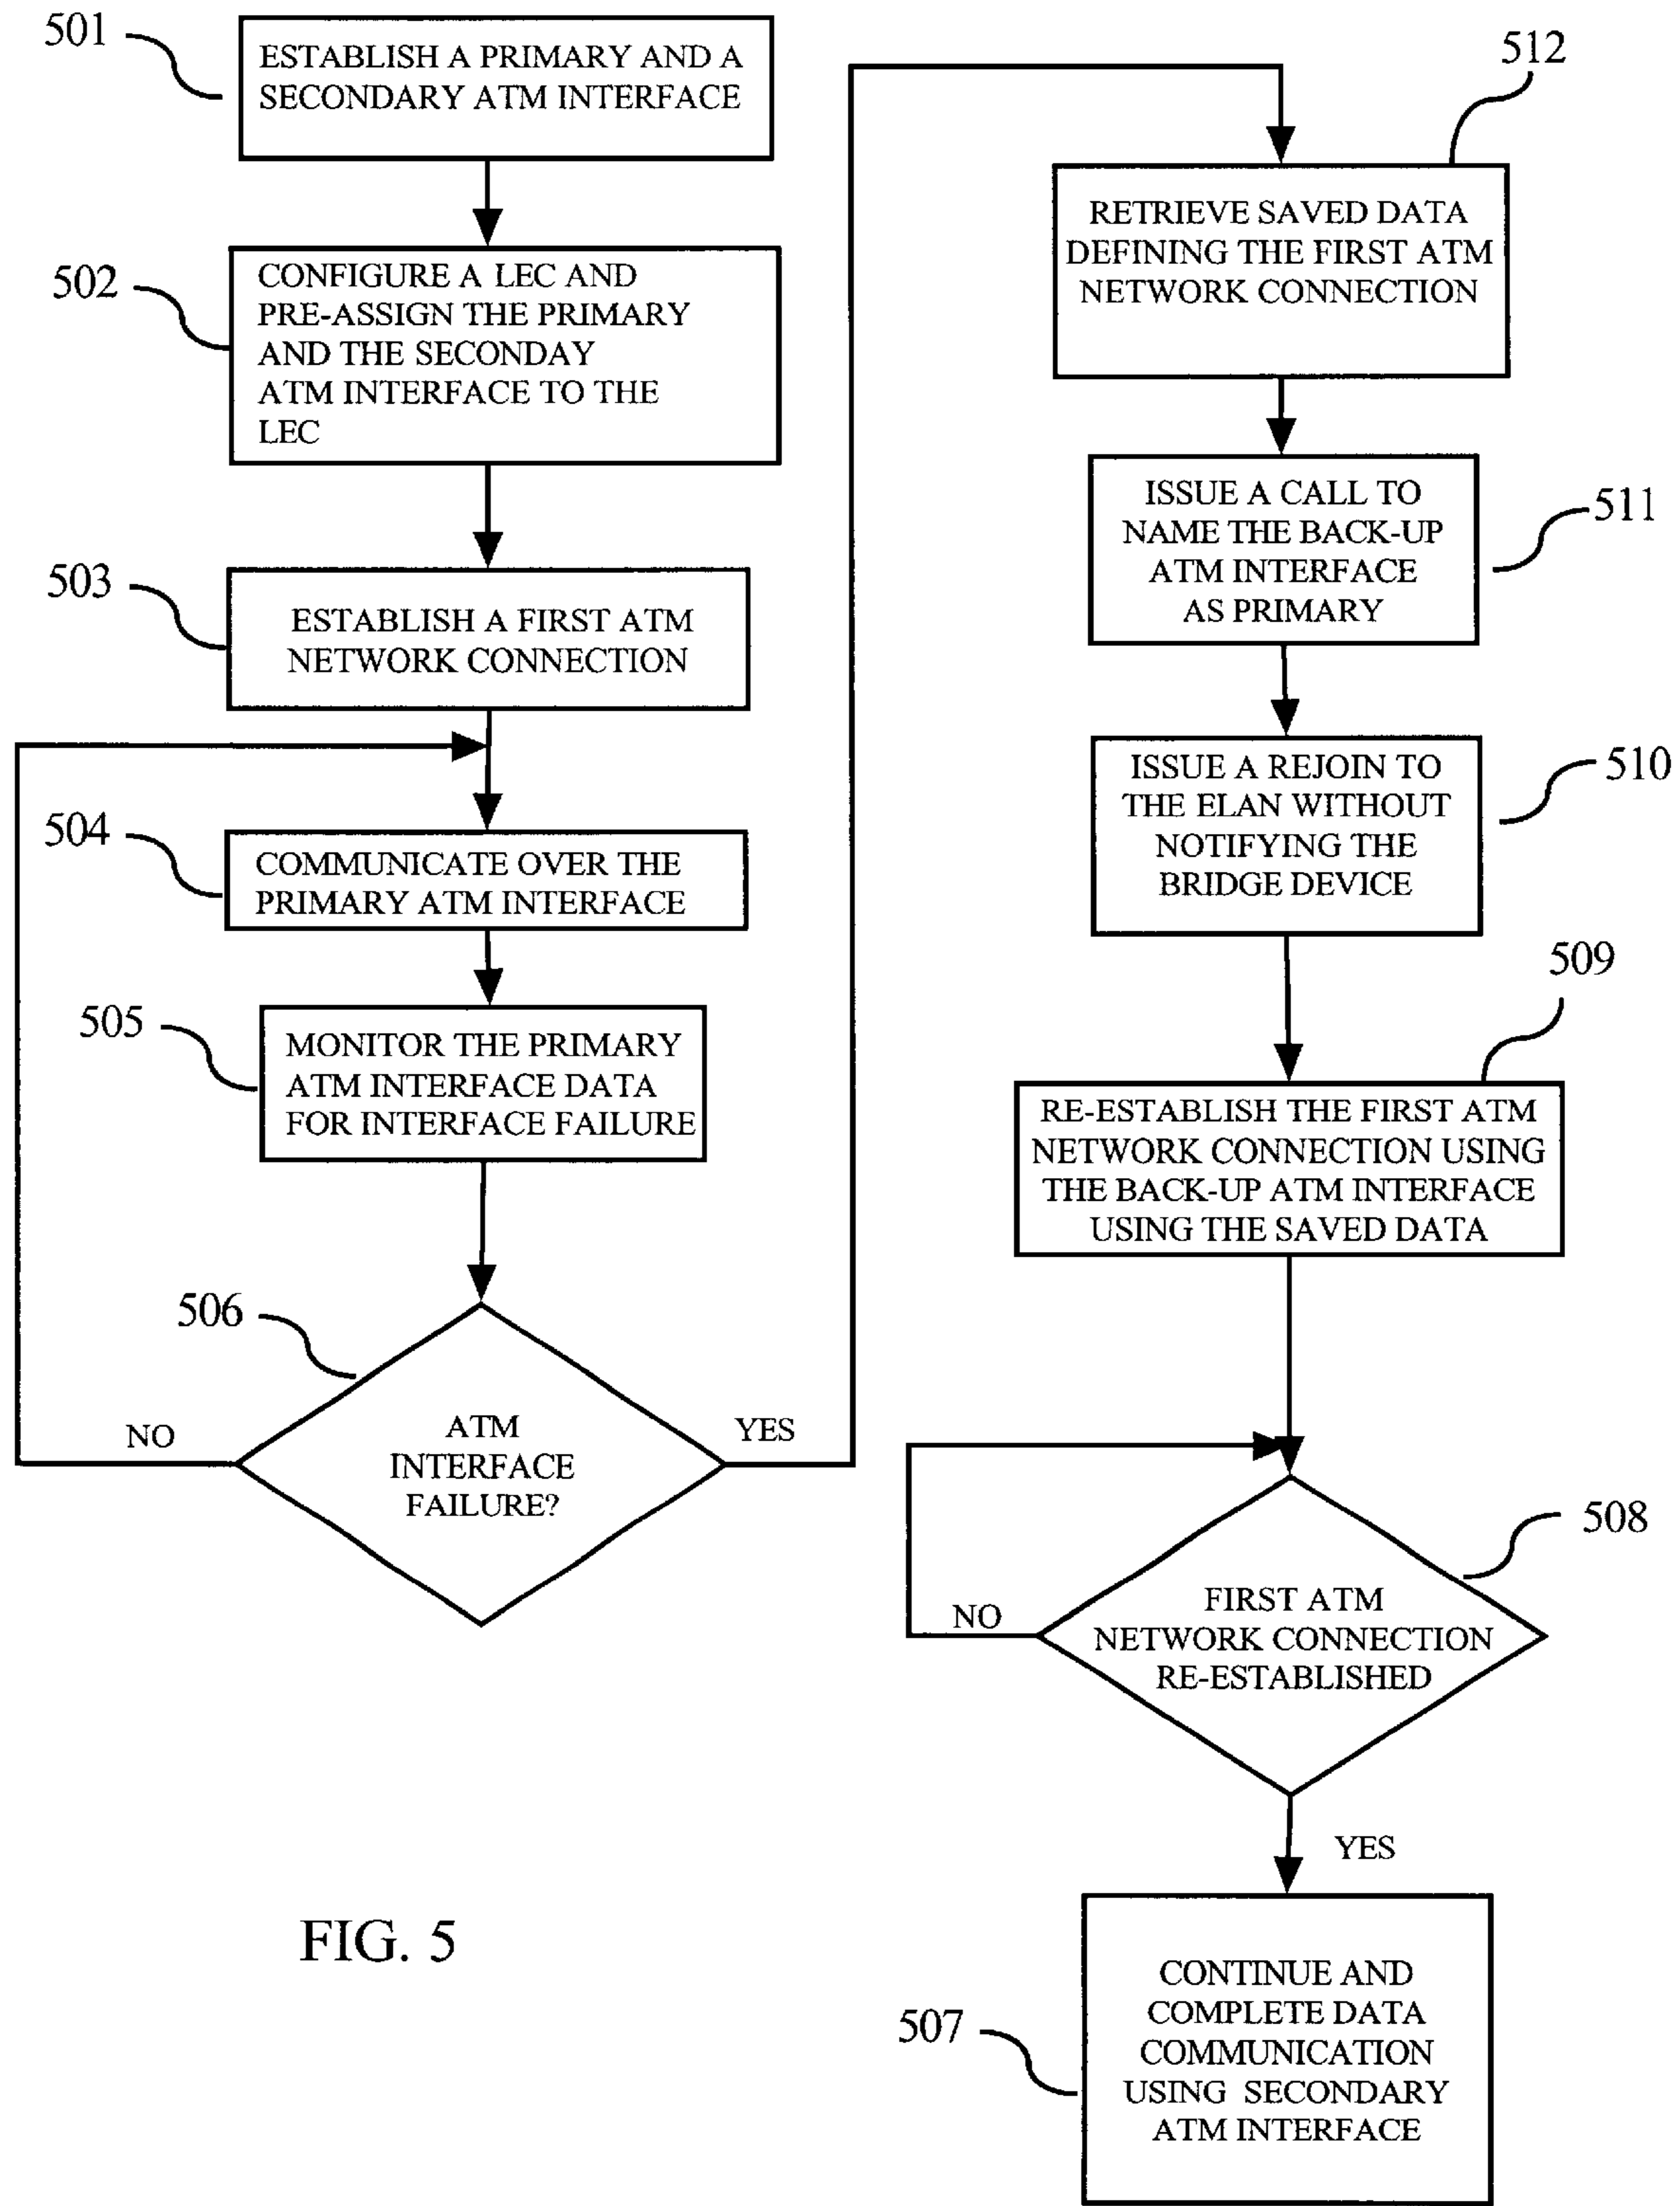 501
ESTABLISH A PRIMARY AND A
SECONDARY ATM INTERFACE
502
CONFIGURE A LEC AND
PRE-ASSIGN THE PRIMARY
AND THE SECONDAY
ATM INTERFACE TO THE
LEC
503
ESTABLISH A FIRST ATM
NETWORK CONNECTION
504
COMMUNICATE OVER THE
PRIMARY ATM INTERFACE
505
MONITOR THE PRIMARY
ATM INTERFACE DATA
FOR INTERFACE FAILURE
506
NO
ATM
INTERFACE
FAILURE?
YES
512
RETRIEVE SAVED DATA
DEFINING THE FIRST ATM
NETWORK CONNECTION
511
ISSUE A CALL TO
NAME THE BACK-UP
ATM INTERFACE
AS PRIMARY
510
ISSUE A REJOIN TO
THE ELAN WITHOUT
NOTIFYING THE
BRIDGE DEVICE
509
RE-ESTABLISH THE FIRST ATM
NETWORK CONNECTION USING
THE BACK-UP ATM INTERFACE
USING THE SAVED DATA
508
NO
FIRST ATM
NETWORK CONNECTION
RE-ESTABLISHED
YES
507
CONTINUE AND
COMPLETE DATA
COMMUNICATION
USING SECONDARY
ATM INTERFACE
FIG. 5